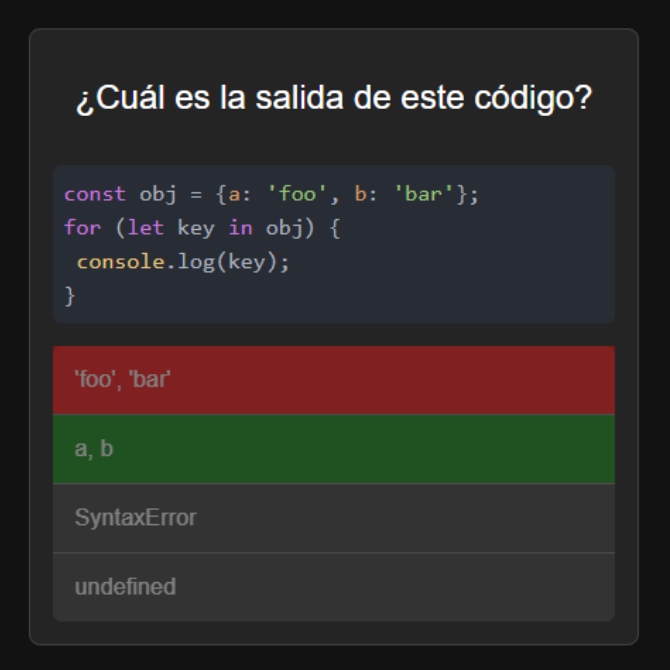 ¿Cuál es la salida de este código?
const obj = {a: 'foo', b: 'bar'};
for (let key in obj) {
 console.log(key);
}
'foo', 'bar'
a, b
SyntaxError
undefined